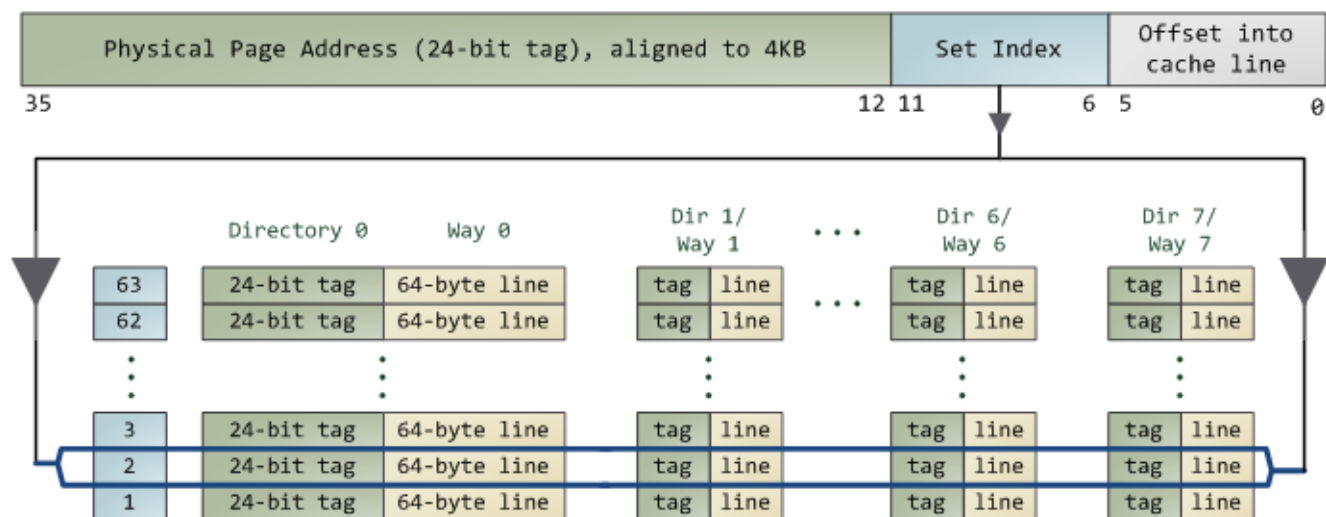 Physical Page Address (24-bit tag), aligned to 4KB
Set Index
Offset into
cache line
35
12
11
6
5
0
Directory 0
Way 0
Dir 1/
Way 1
...
Dir 6/
Way 6
Dir 7/
Way 7
63 24-bit tag 64-byte line tag line ... tag line tag line
62 24-bit tag 64-byte line tag line tag line tag line
3 24-bit tag 64-byte line tag line tag line tag line
2 24-bit tag 64-byte line tag line tag line tag line
1 24-bit tag 64-byte line tag line tag line tag line